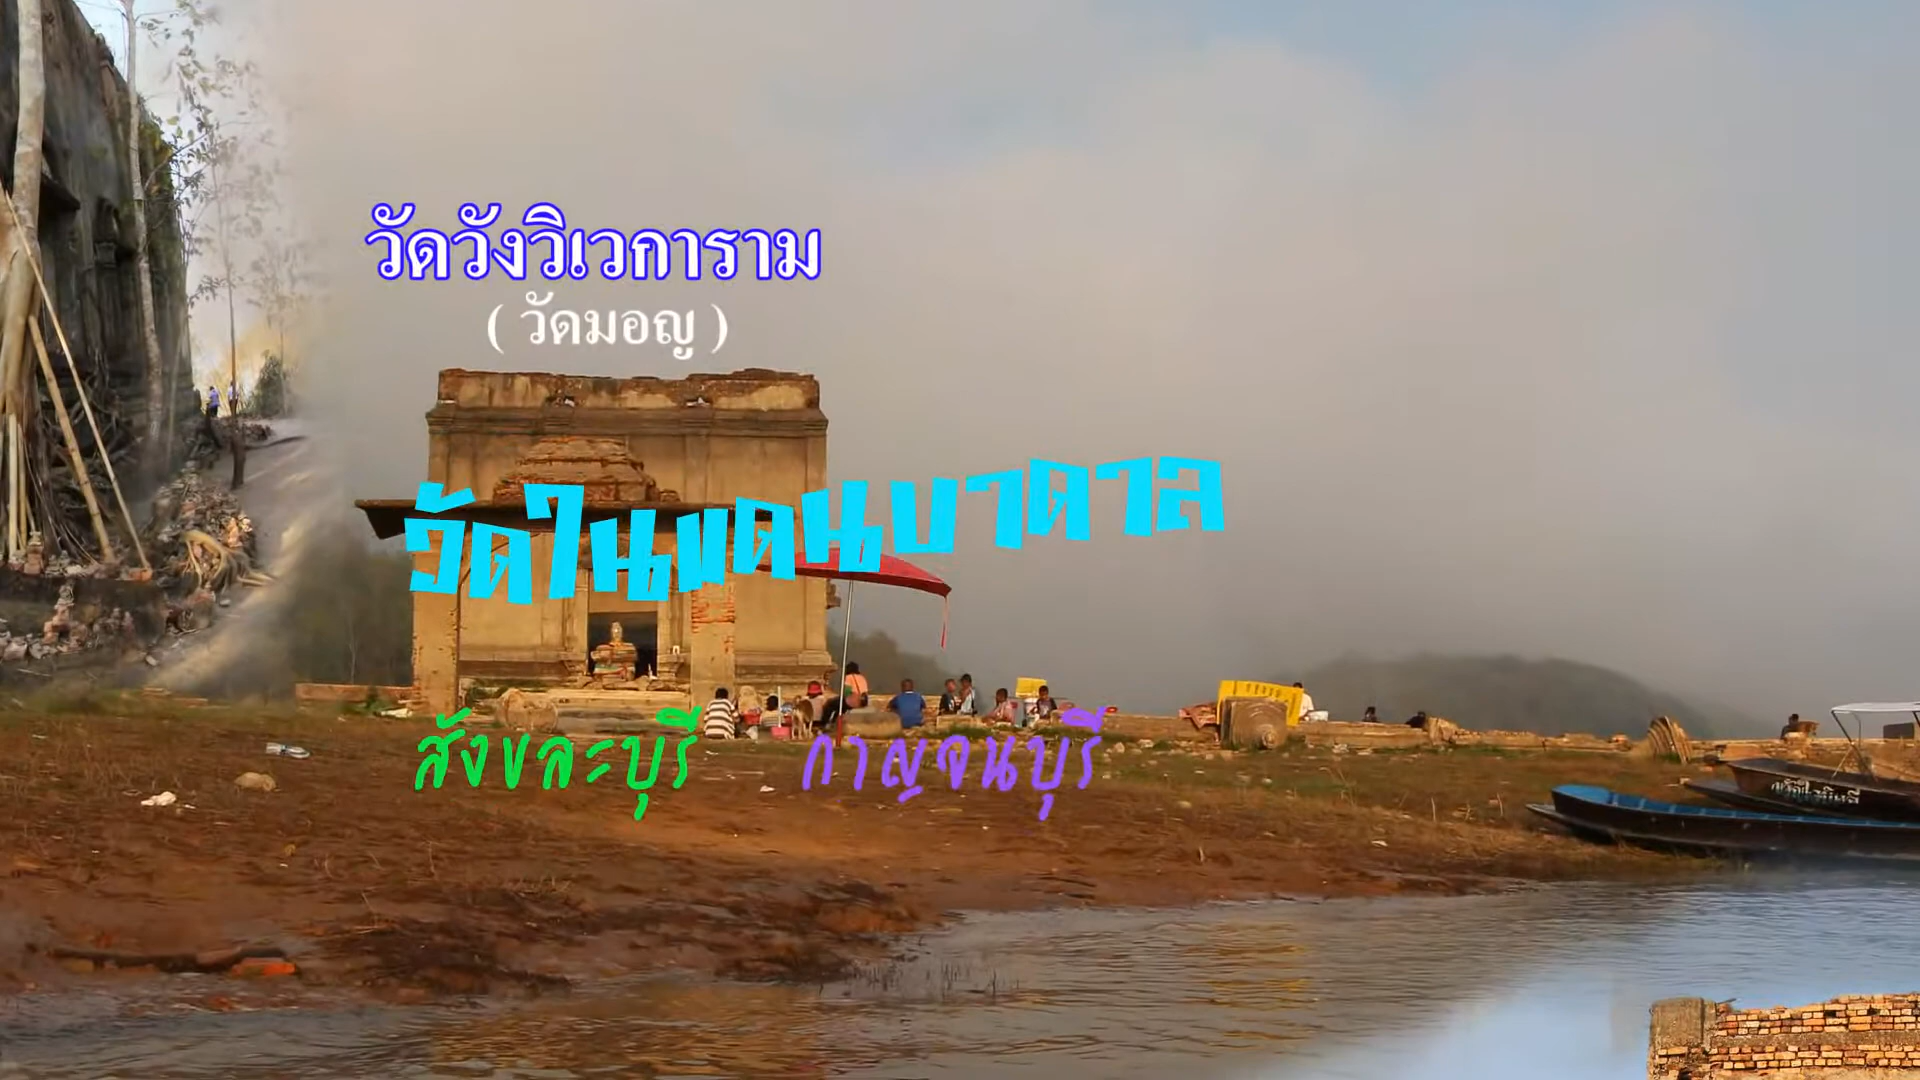 วัดวังวิเวการาม
( วัดมอญ )
วัดในแดนบาดาล
สังขละบุรี กาญจนบุรี